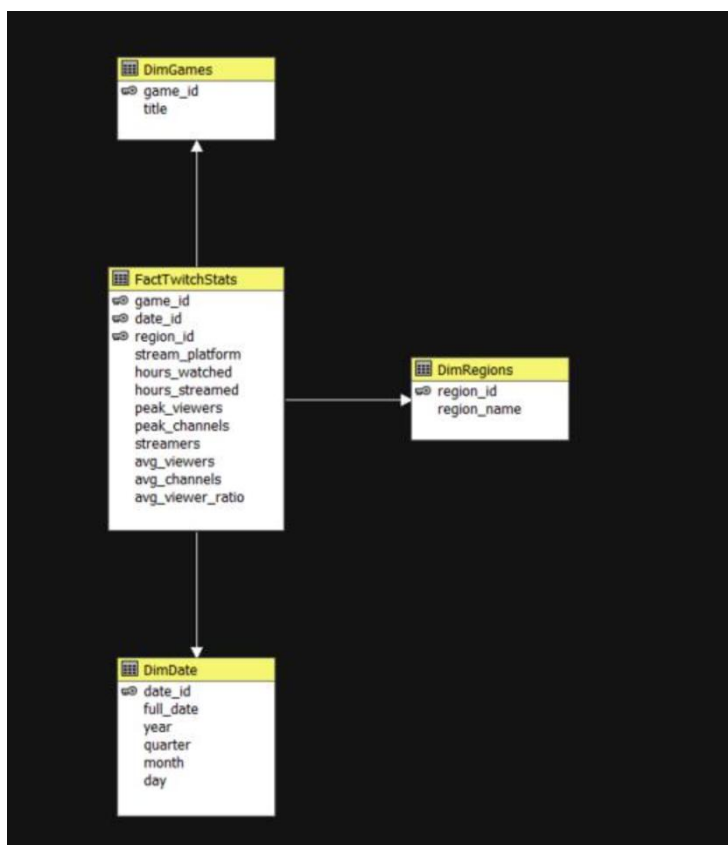 DimGames
game_id
title
FactTwitchStats
game_id
date_id
region_id
stream_platform
hours_watched
hours_streamed
peak_viewers
peak_channels
streamers
avg_viewers
avg_channels
avg_viewer_ratio
DimRegions
region_id
region_name
DimDate
date_id
full_date
year
quarter
month
day